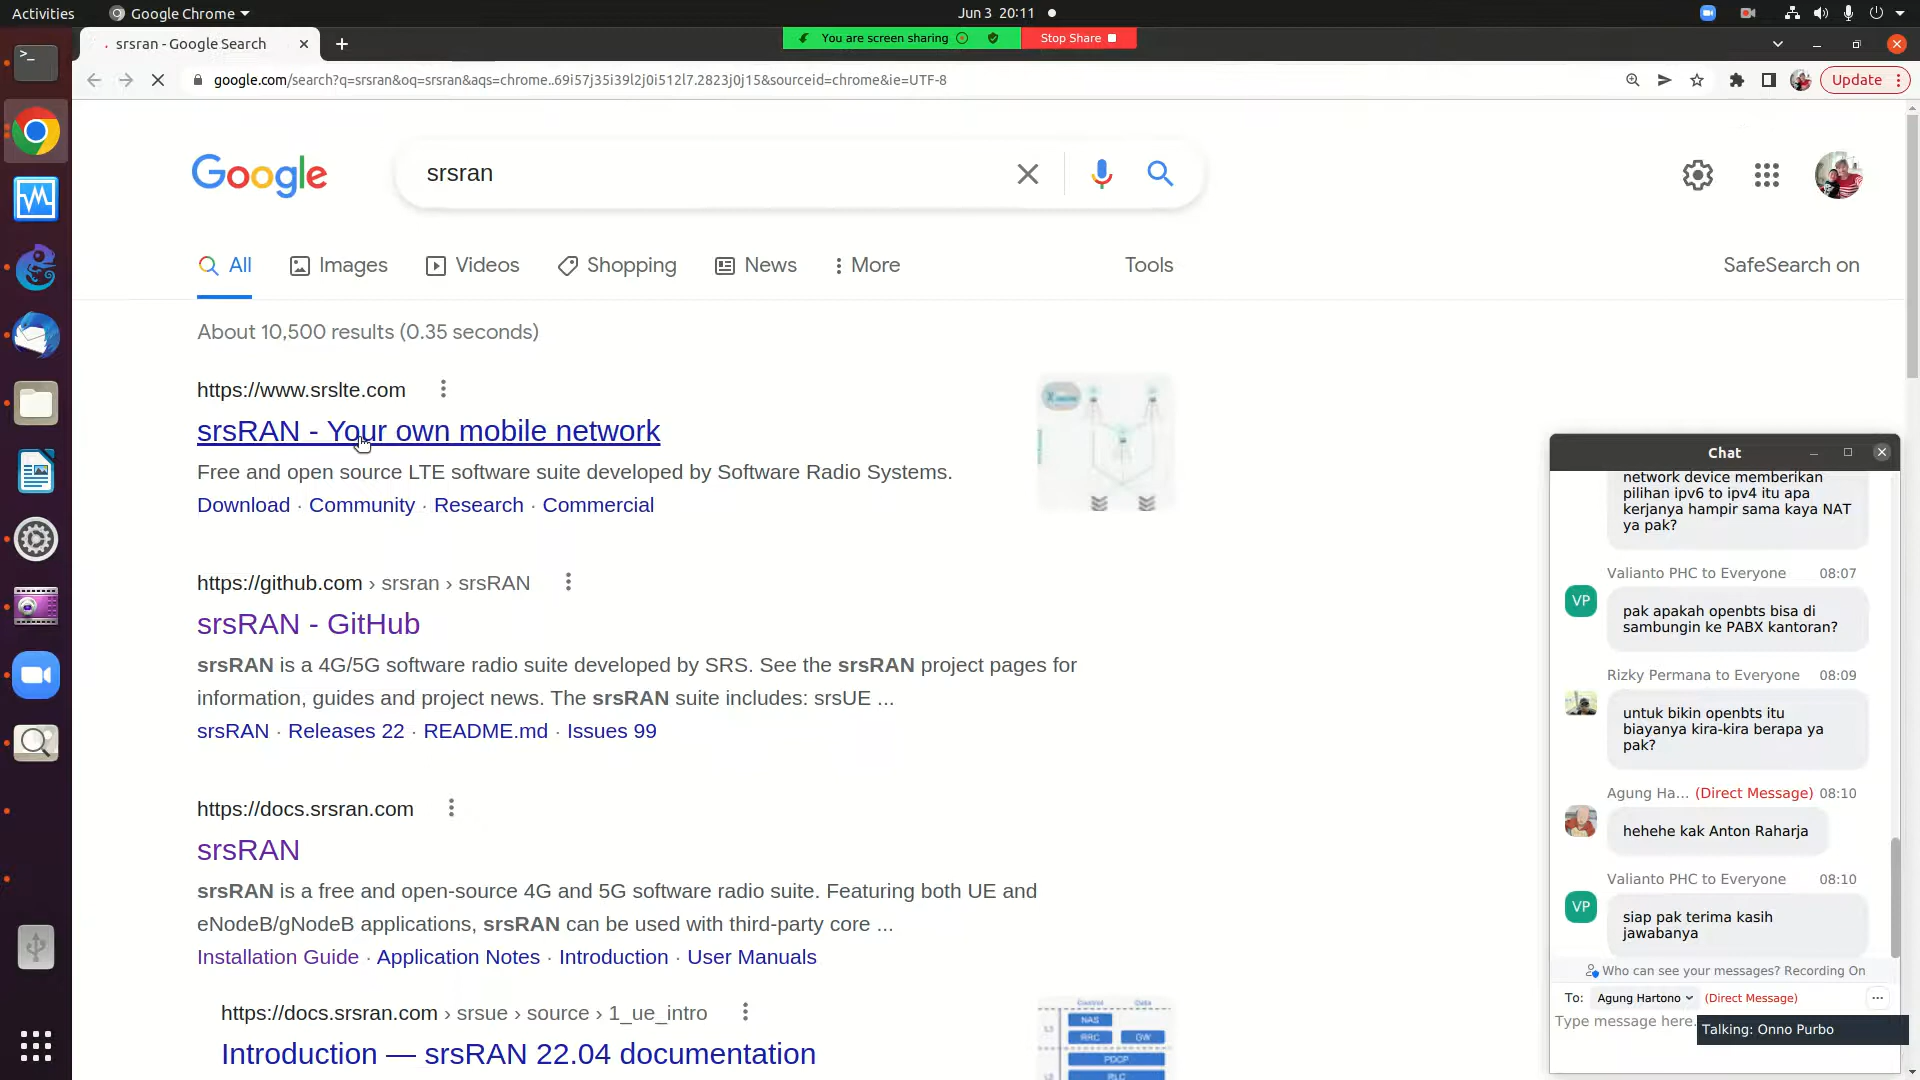 Activities
Google Chrome
Jun 3 20:11
srsran - Google Search
You are screen sharing
Stop Share
google.com/search?q=srsran&oq=srsran&aqs=chrome..69i57j35i39l2j0i512l7.2823j0j15&sourceid=chrome&ie=UTF-8
Update
Google
srsran
All
Images
Videos
Shopping
News
More
Tools
SafeSearch on
About 10,500 results (0.35 seconds)
https://www.srslte.com
srsRAN - Your own mobile network
Free and open source LTE software suite developed by Software Radio Systems.
Download · Community · Research · Commercial
https://github.com › srsran › srsRAN
srsRAN - GitHub
srsRAN is a 4G/5G software radio suite developed by SRS. See the srsRAN project pages for
information, guides and project news. The srsRAN suite includes: srsUE ...
srsRAN · Releases 22 · README.md · Issues 99
https://docs.srsran.com
srsRAN
srsRAN is a free and open-source 4G and 5G software radio suite. Featuring both UE and
eNodeB/gNodeB applications, srsRAN can be used with third-party core ...
Installation Guide · Application Notes · Introduction · User Manuals
https://docs.srsran.com › srsue › source › 1_ue_intro
Introduction — srsRAN 22.04 documentation
Control
Data
NAS
RRC
GW
PDCP
RLC
Chat
network device memberikan
pilihan ipv6 to ipv4 itu apa
kerjanya hampir sama kaya NAT
ya pak?
Valianto PHC to Everyone 08:07
VP
pak apakah openbts bisa di
sambungin ke PABX kantoran?
Rizky Permana to Everyone 08:09
untuk bikin openbts itu
biayanya kira-kira berapa ya
pak?
Agung Ha... (Direct Message) 08:10
hehehe kak Anton Raharja
Valianto PHC to Everyone 08:10
VP
siap pak terima kasih
jawabanya
Who can see your messages? Recording On
To: Agung Hartono (Direct Message)
Type message here.
Talking: Onno Purbo